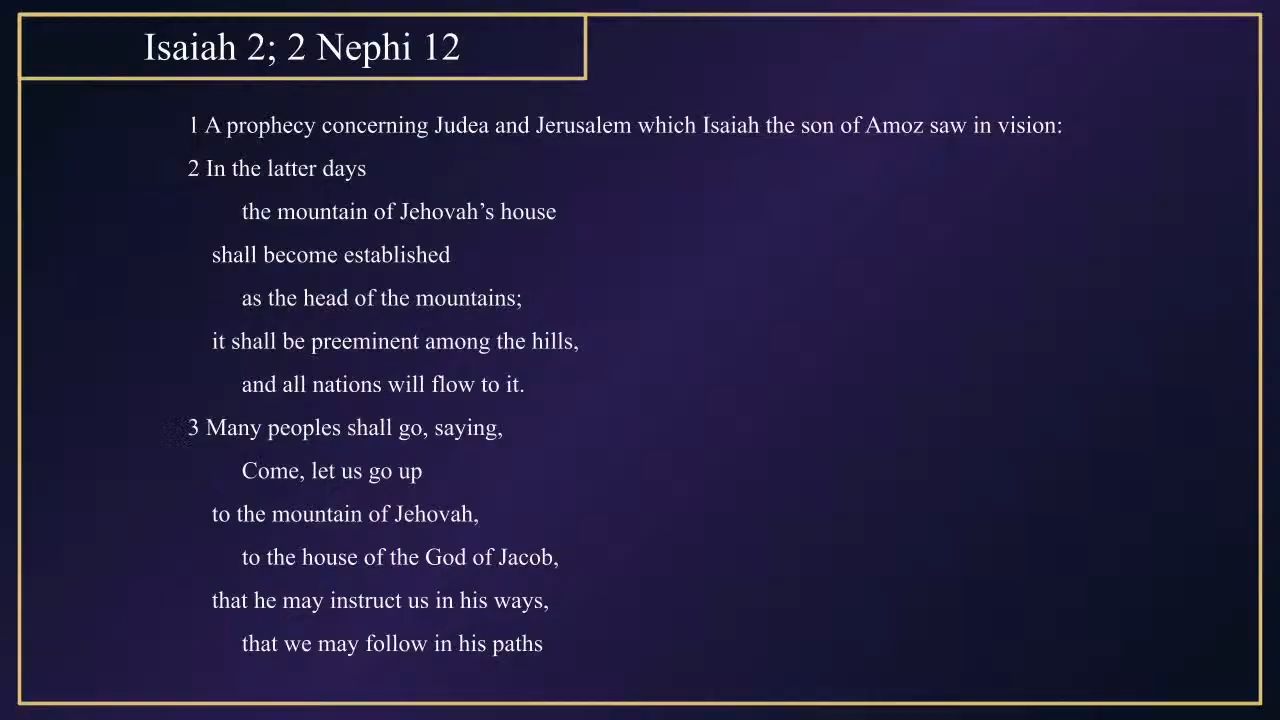 Isaiah 2; 2 Nephi 12
1 A prophecy concerning Judea and Jerusalem which Isaiah the son of Amoz saw in vision:
2 In the latter days
the mountain of Jehovah’s house
shall become established
as the head of the mountains;
it shall be preeminent among the hills,
and all nations will flow to it.
3 Many peoples shall go, saying,
Come, let us go up
to the mountain of Jehovah,
to the house of the God of Jacob,
that he may instruct us in his ways,
that we may follow in his paths